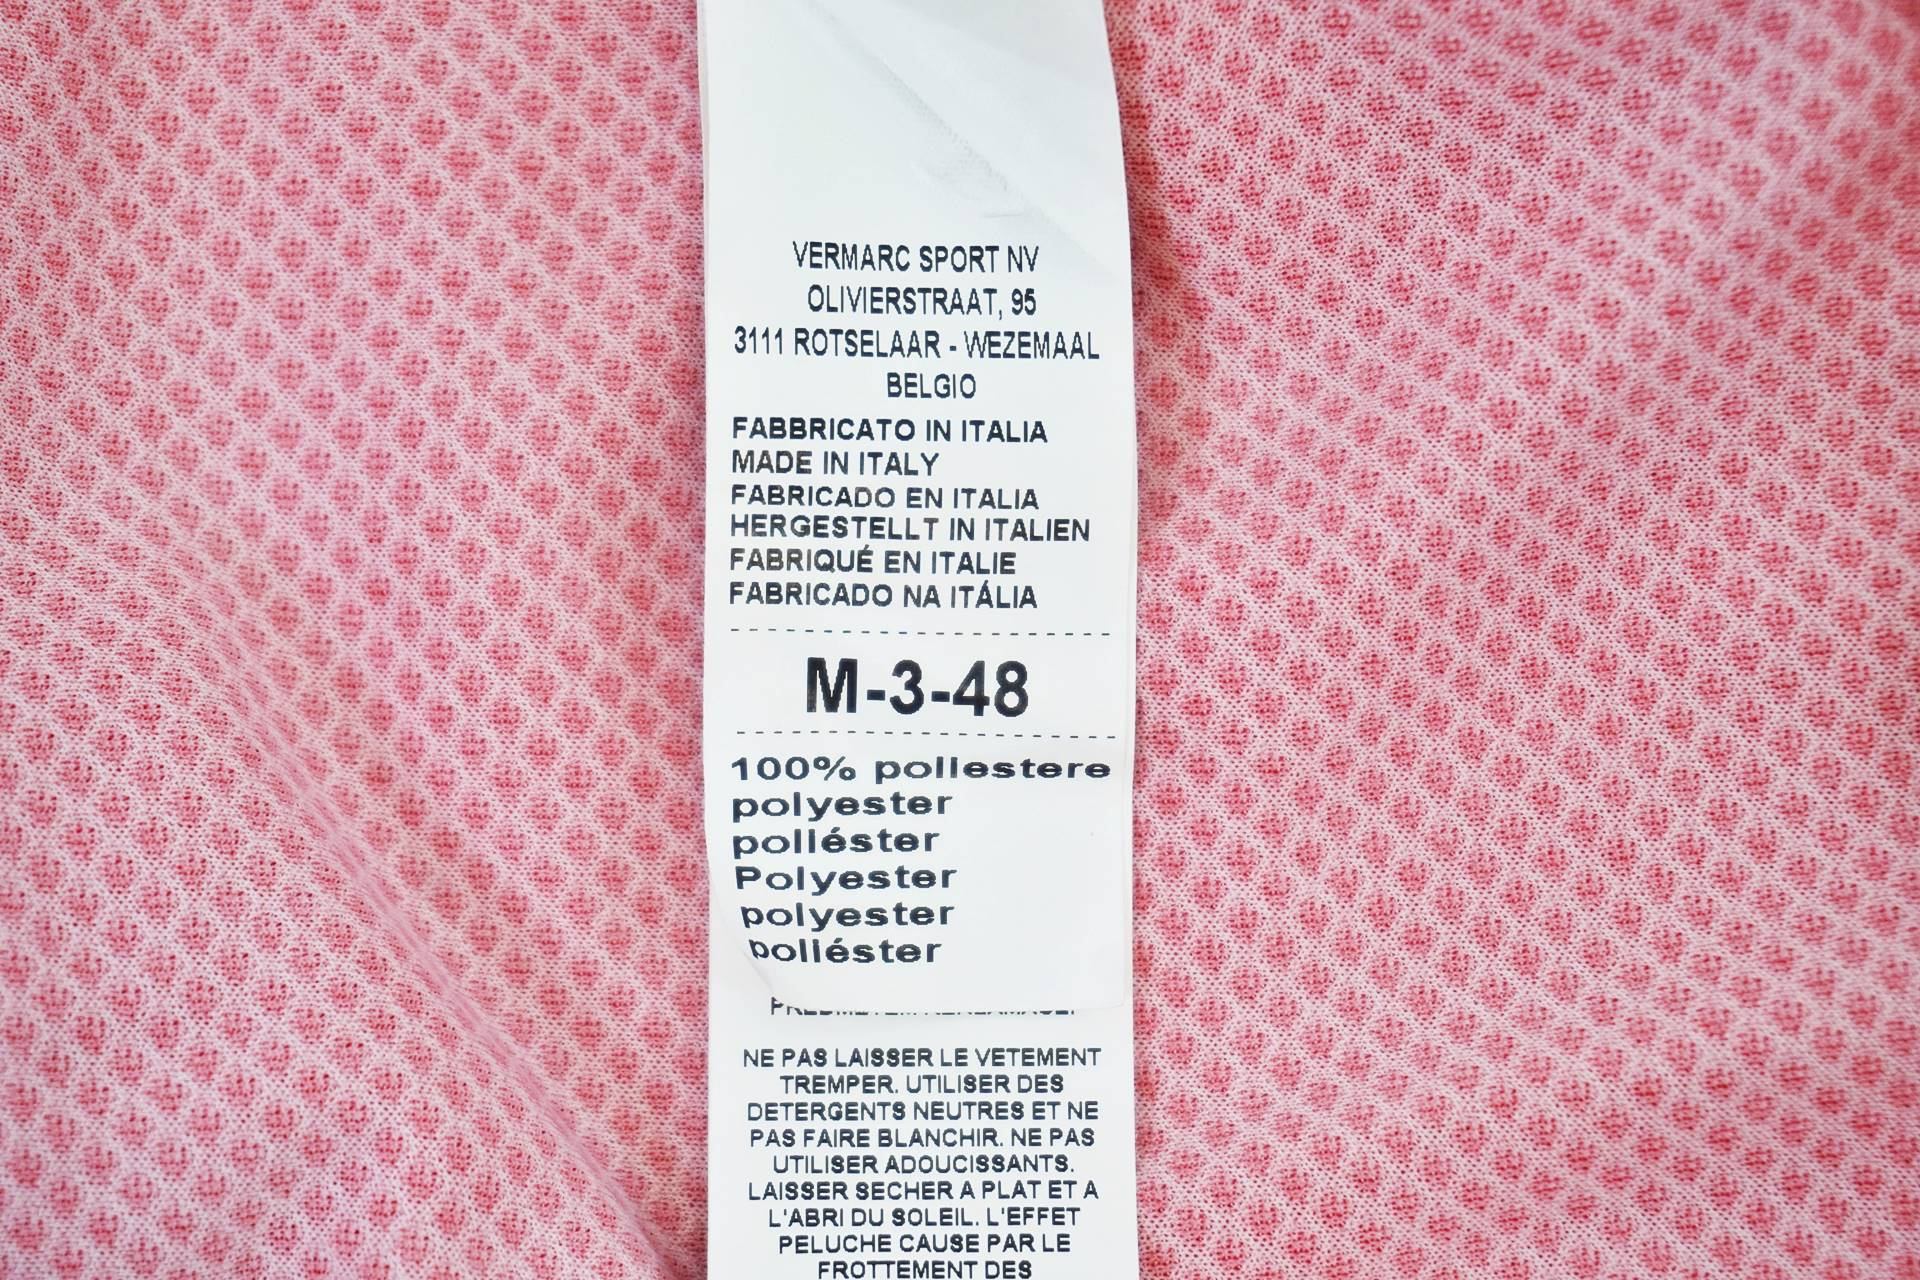 VERMARC SPORT NV
OLIVIERSTRAAT, 95
3111 ROTSELAAR - WEZEMAAL
BELGIO
FABBRICATO IN ITALIA
MADE IN ITALY
FABRICADO EN ITALIA
HERGESTELLT IN ITALIEN
FABRIQUÉ EN ITALIE
FABRICADO NA ITÁLIA
M-3-48
100% poliestere
polyester
poliéster
Polyester
polyester
poliéster
NE PAS LAISSER LE VETEMENT
TREMPER. UTILISER DES
DETERGENTS NEUTRES ET NE
PAS FAIRE BLANCHIR. NE PAS
UTILISER ADOUCISSANTS.
LAISSER SECHER A PLAT ET A
L'ABRI DU SOLEIL. L'EFFET
PELUCHE CAUSE PAR LE
FROTTEMENT DES